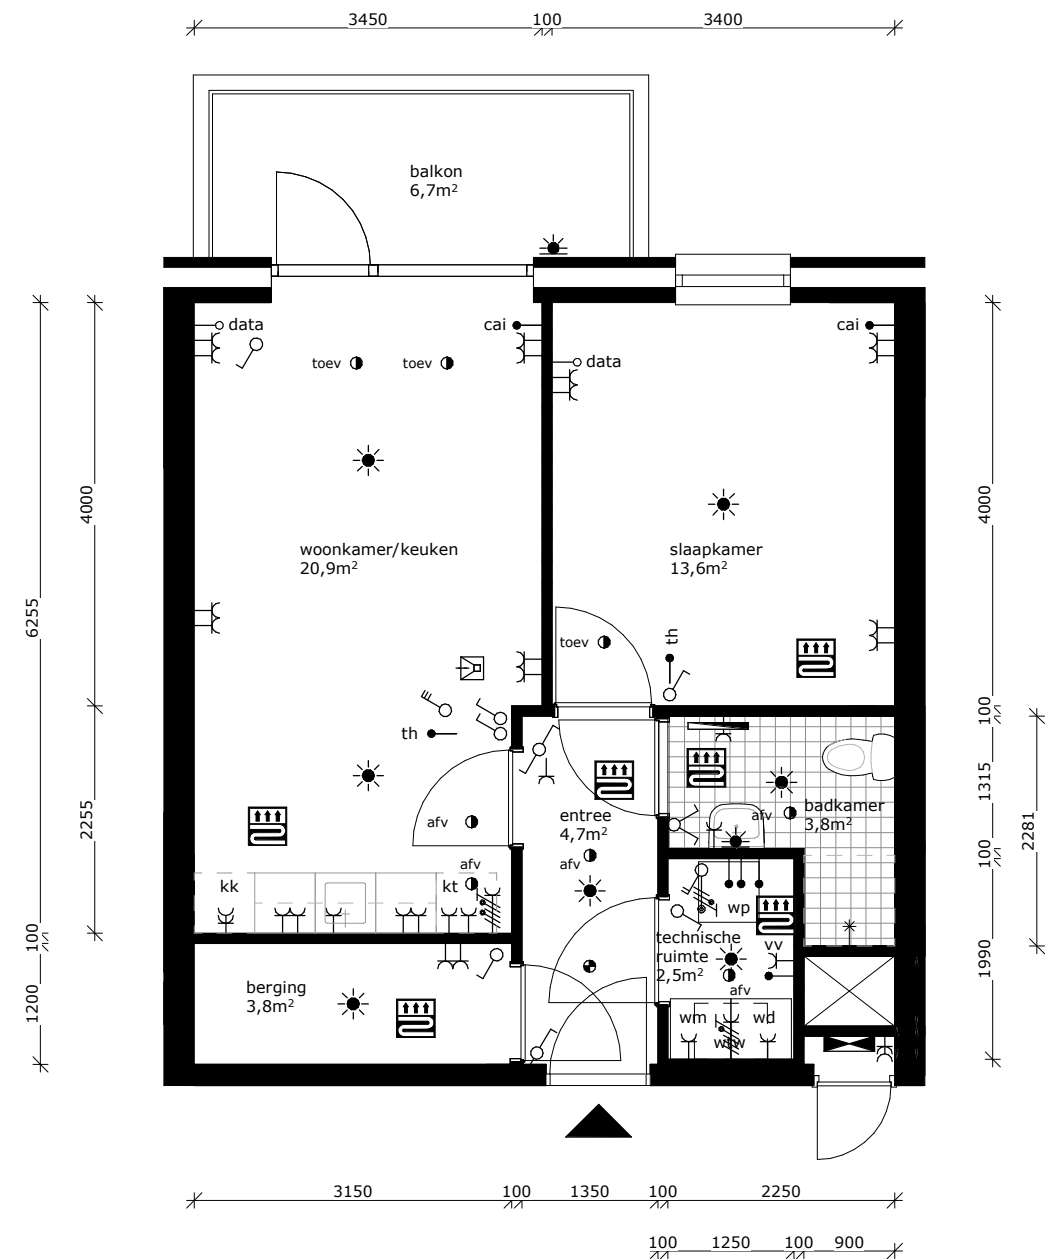 3450
100
3400
balkon
6,7m²
data
cai
cai
toev
toev
data
4000
4000
6255
woonkamer/keuken
20,9m²
slaapkamer
13,6m²
toev
th
th
100
1315
2281
2255
afv
entree
4,7m²
afv
badkamer
3,8m²
afv
100
kk
afv
kt
wp
100
technische
ruimte
2,5m²
vv
afv
1990
berging
3,8m²
1200
wm
wd
wtw
3150
100
1350
100
2250
100
1250
100
900